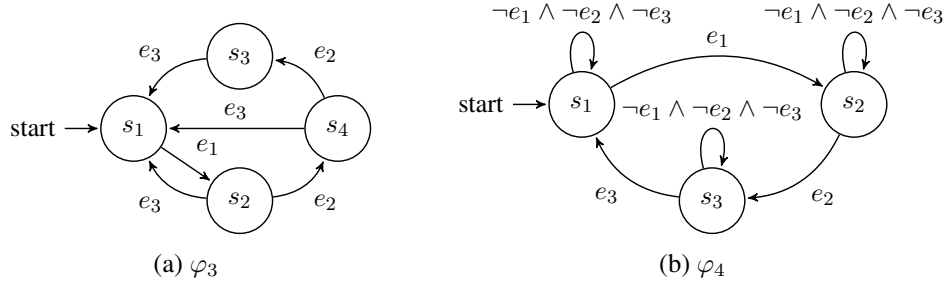 ¬e₁ ∧ ¬e₂ ∧ ¬e₃
¬e₁ ∧ ¬e₂ ∧ ¬e₃
e₃
s₃
e₂
e₁
start
s₁
e₃
s₄
e₁
e₃
s₂
e₂
start
s₁
¬e₁ ∧ ¬e₂ ∧ ¬e₃
s₂
e₃
s₃
e₂
(a) φ₃
(b) φ₄